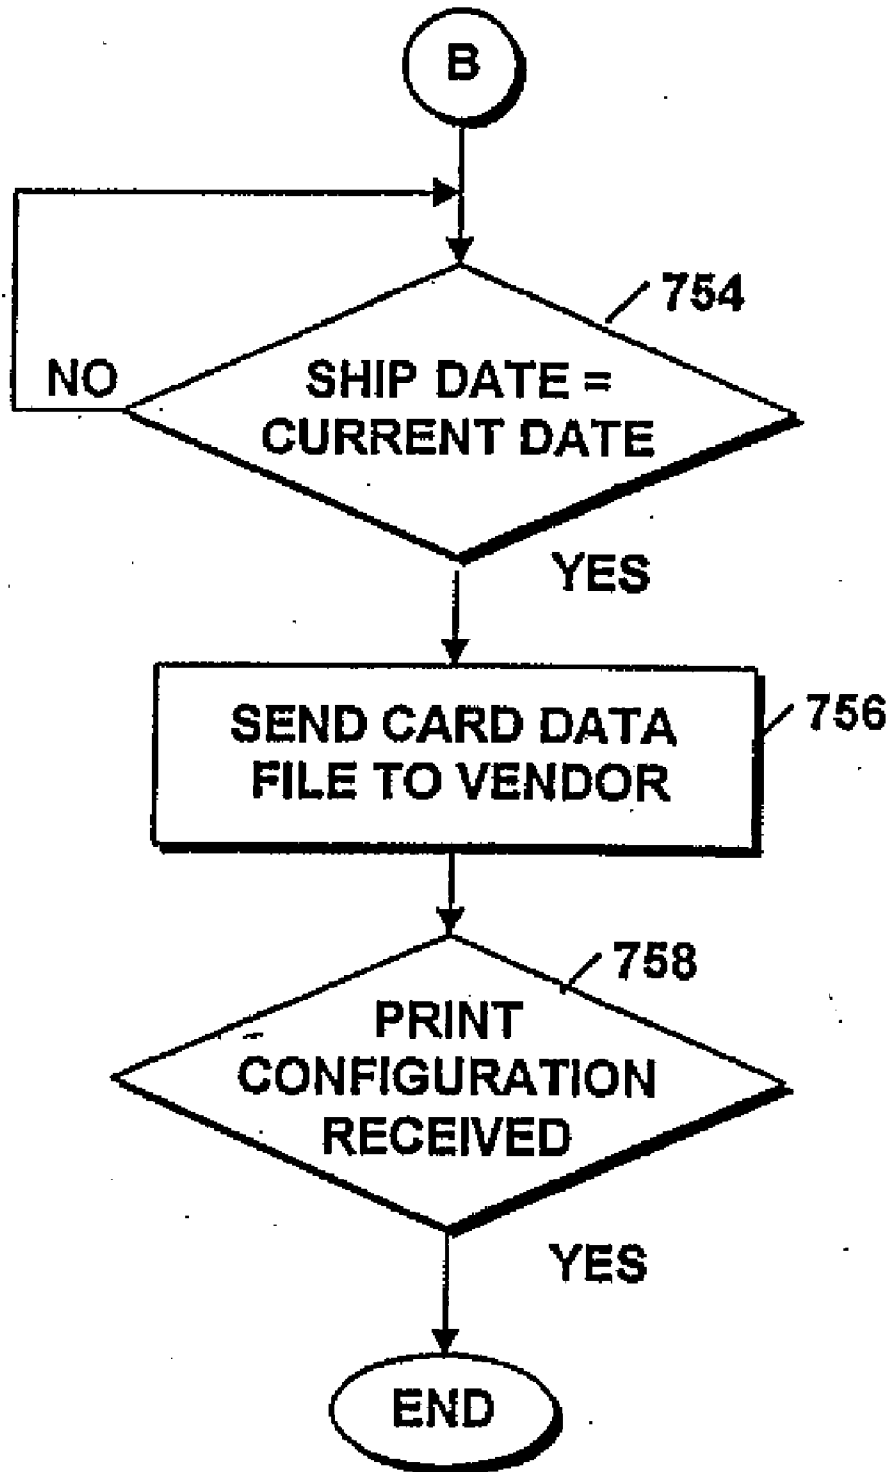 B
754
NO
SHIP DATE =
CURRENT DATE
YES
SEND CARD DATA
FILE TO VENDOR
756
758
PRINT
CONFIGURATION
RECEIVED
YES
END